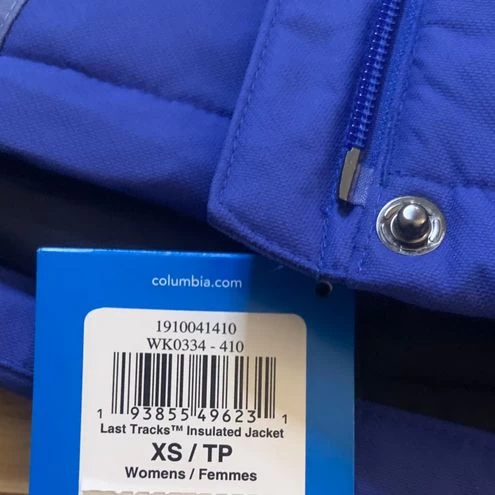 columbia.com
1910041410
WK0334 - 410
1 93855 49623 1
Last Tracks™ Insulated Jacket
XS / TP
Womens / Femmes